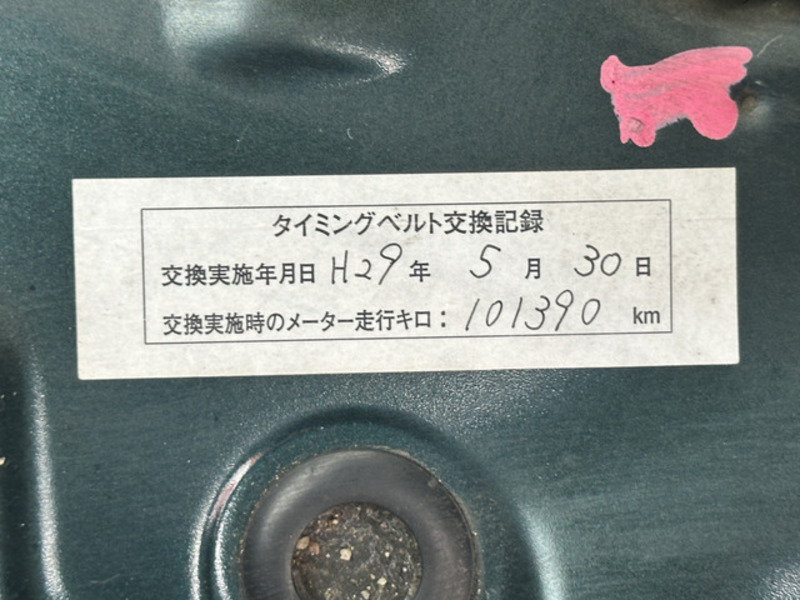 タイミングベルト交換記録
交換実施年月日 H29年 5月 30日
交換実施時のメーター走行キロ：101390 km